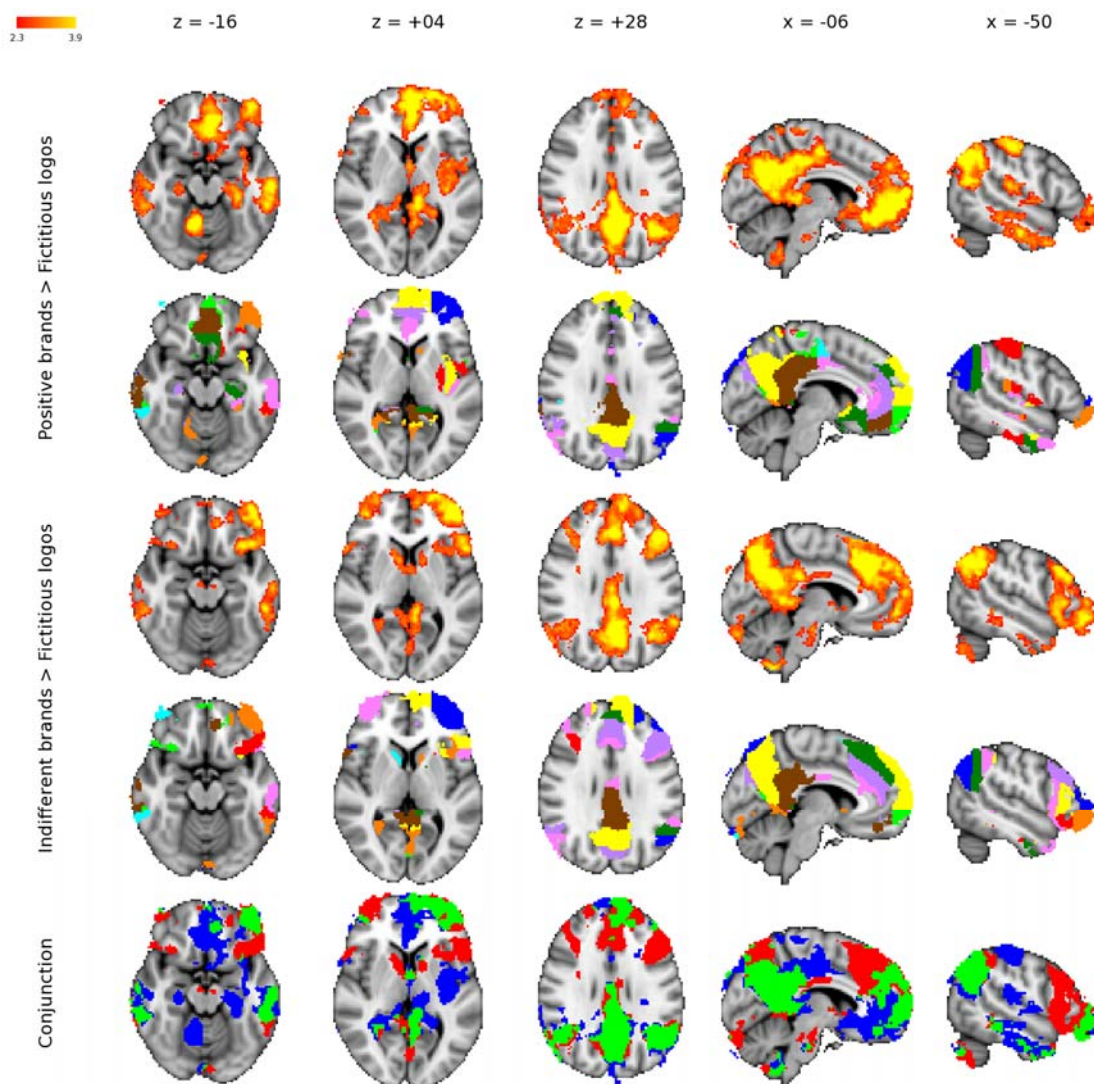 z = -16 z = +04 z = +28 x = -06 x = -50
2.3 3.9
Positive brands > Fictitious logos
Indifferent brands > Fictitious logos
Conjunction